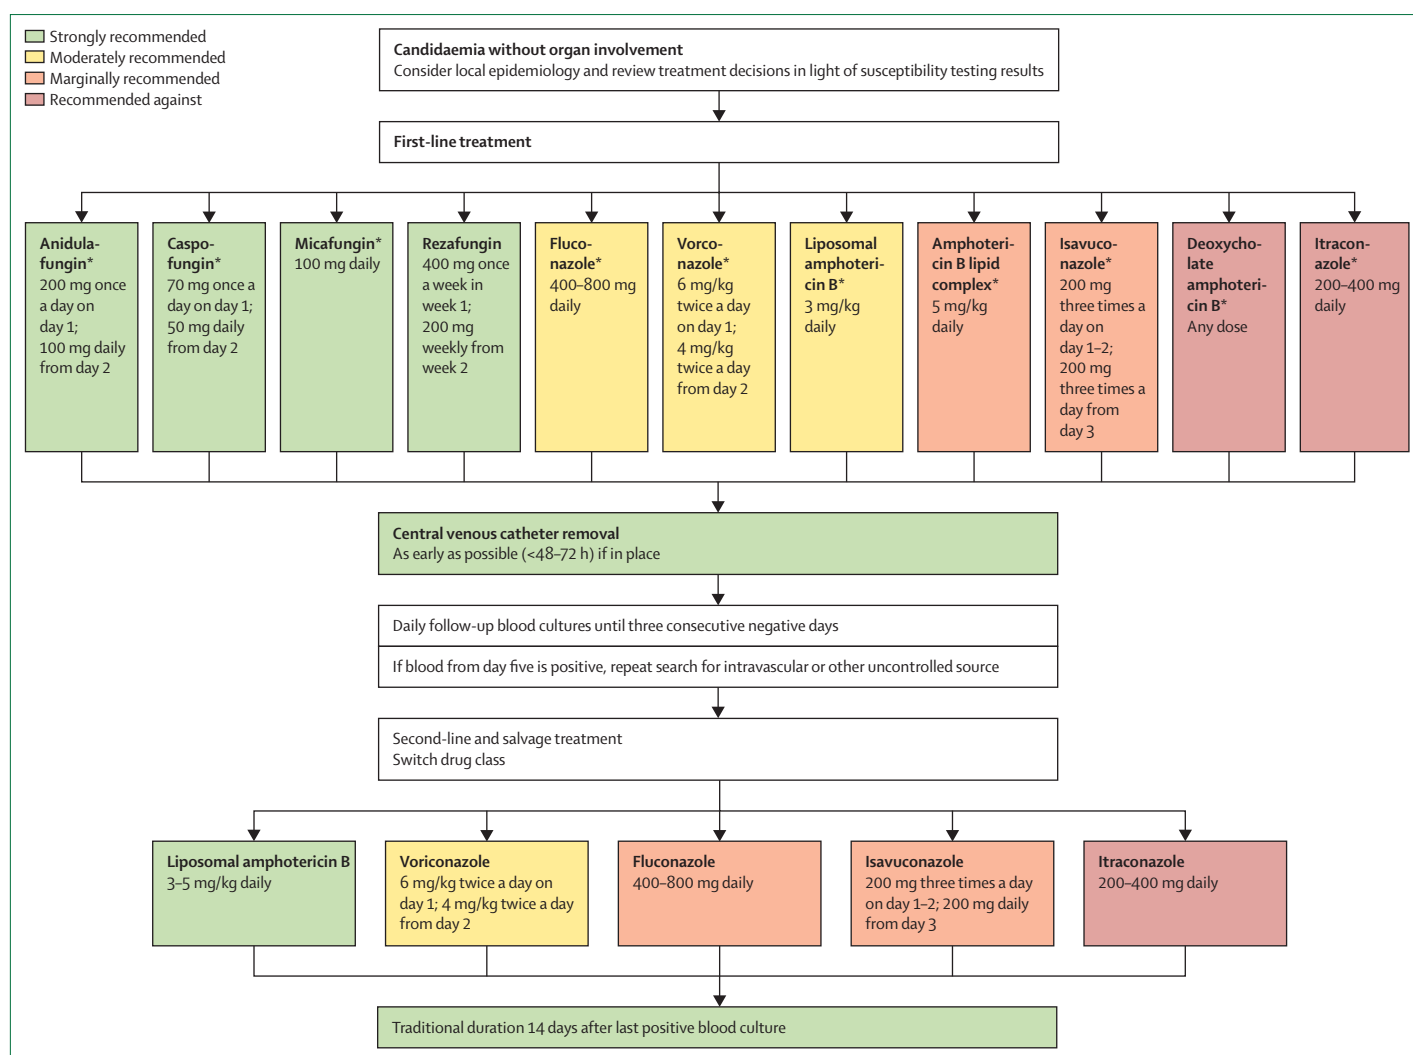 Strongly recommended
Moderately recommended
Marginally recommended
Recommended against
Candidaemia without organ involvement
Consider local epidemiology and review treatment decisions in light of susceptibility testing results
First-line treatment
Anidula-
fungin*
200 mg once
a day on
day 1;
100 mg daily
from day 2
Caspo-
fungin*
70 mg once a
day on day 1;
50 mg daily
from day 2
Micafungin*
100 mg daily
Rezafungin
400 mg once
a week in
week 1;
200 mg
weekly from
week 2
Fluco-
nazole*
400–800 mg
daily
Vorco-
nazole*
6 mg/kg
twice a day
on day 1;
4 mg/kg
twice a day
from day 2
Liposomal
amphoteri-
cin B*
3 mg/kg
daily
Amphoteri-
cin B lipid
complex*
5 mg/kg
daily
Isavuco-
nazole*
200 mg
three times a
day on
day 1–2;
200 mg
three times a
day from
day 3
Deoxycho-
late
amphoteri-
cin B*
Any dose
Itracon-
azole*
200–400 mg
daily
Central venous catheter removal
As early as possible (<48–72 h) if in place
Daily follow-up blood cultures until three consecutive negative days
If blood from day five is positive, repeat search for intravascular or other uncontrolled source
Second-line and salvage treatment
Switch drug class
Liposomal amphotericin B
3–5 mg/kg daily
Voriconazole
6 mg/kg twice a day on
day 1; 4 mg/kg twice a day
from day 2
Fluconazole
400–800 mg daily
Isavuconazole
200 mg three times a day
on day 1–2; 200 mg daily
from day 3
Itraconazole
200–400 mg daily
Traditional duration 14 days after last positive blood culture